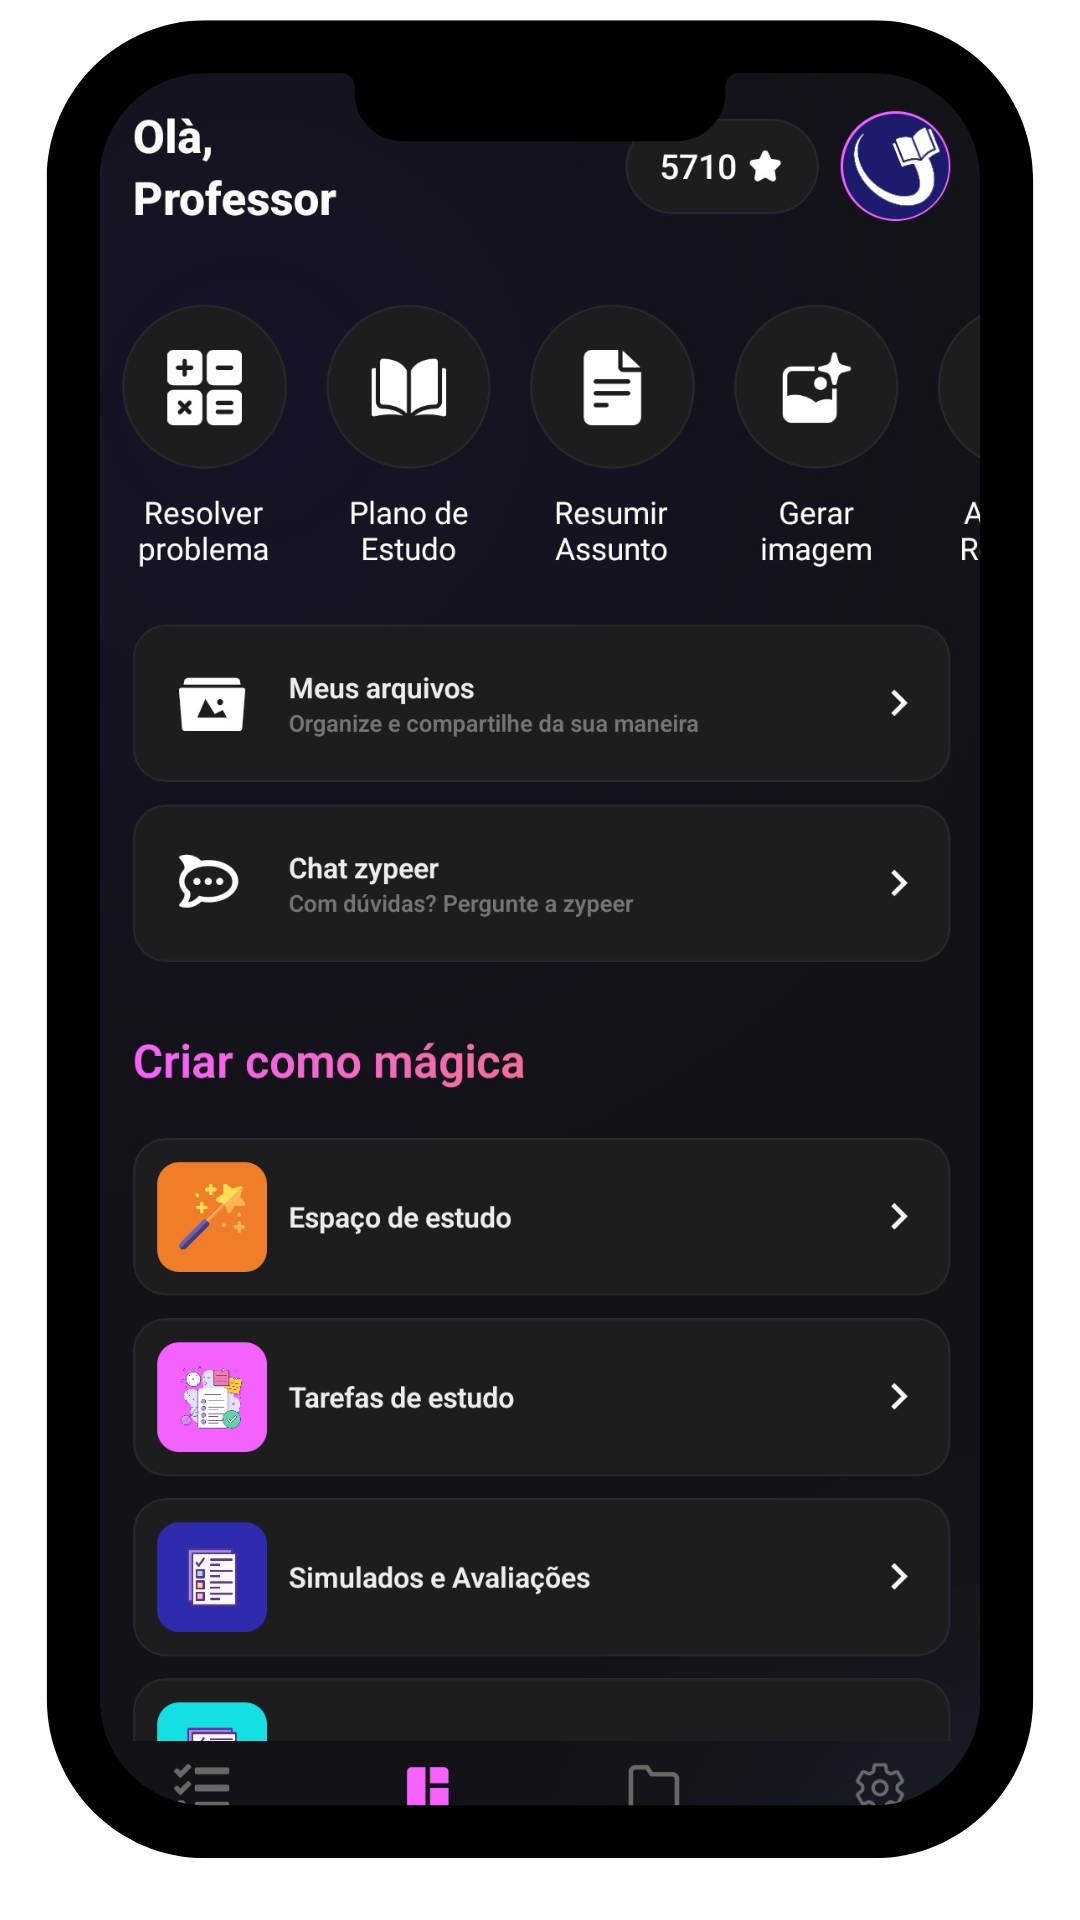 Olà,
Professor
5710
Resolver
problema
Plano de
Estudo
Resumir
Assunto
Gerar
imagem
Meus arquivos
Organize e compartilhe da sua maneira
Chat zypeer
Com dúvidas? Pergunte a zypeer
Criar como mágica
Espaço de estudo
Tarefas de estudo
Simulados e Avaliações